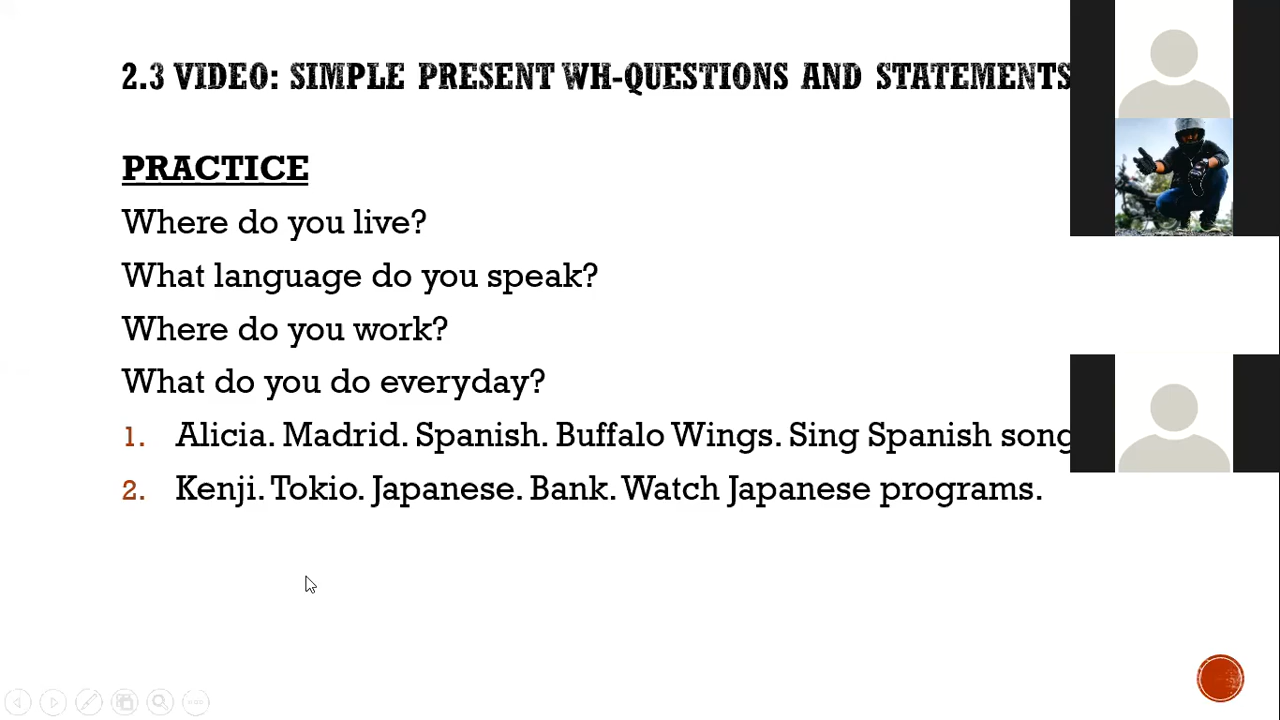 2.3 VIDEO: SIMPLE PRESENT WH-QUESTIONS AND STATEMENTS
PRACTICE
Where do you live?
What language do you speak?
Where do you work?
What do you do everyday?
1. Alicia. Madrid. Spanish. Buffalo Wings. Sing Spanish
2. Kenji. Tokio. Japanese. Bank. Watch Japanese programs.